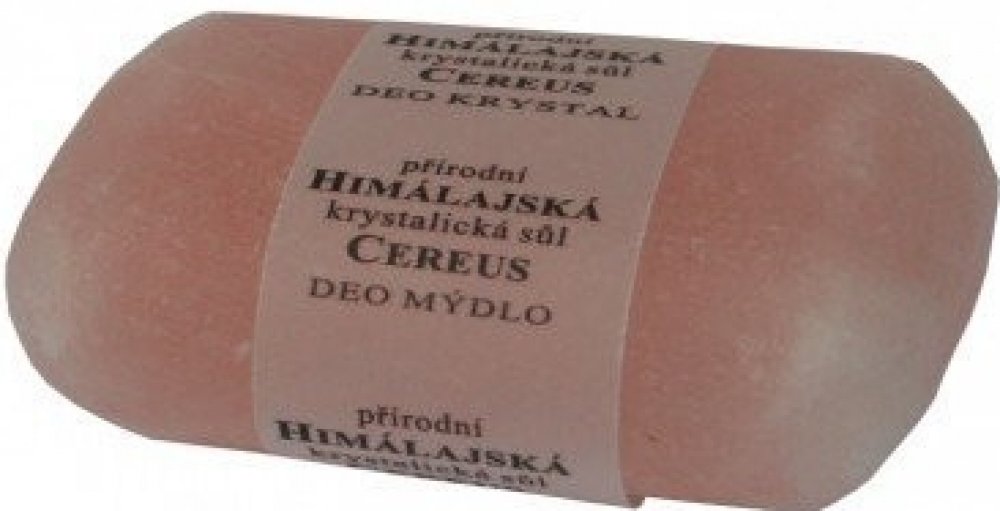 přírodní
HIMÁLAJSKÁ
krystalická sůl
CEREUS
DEO KRYSTAL
přírodní
HIMÁLAJSKÁ
krystalická sůl
CEREUS
DEO MÝDLO
přírodní
HIMÁLAJSKÁ
krystalická sůl